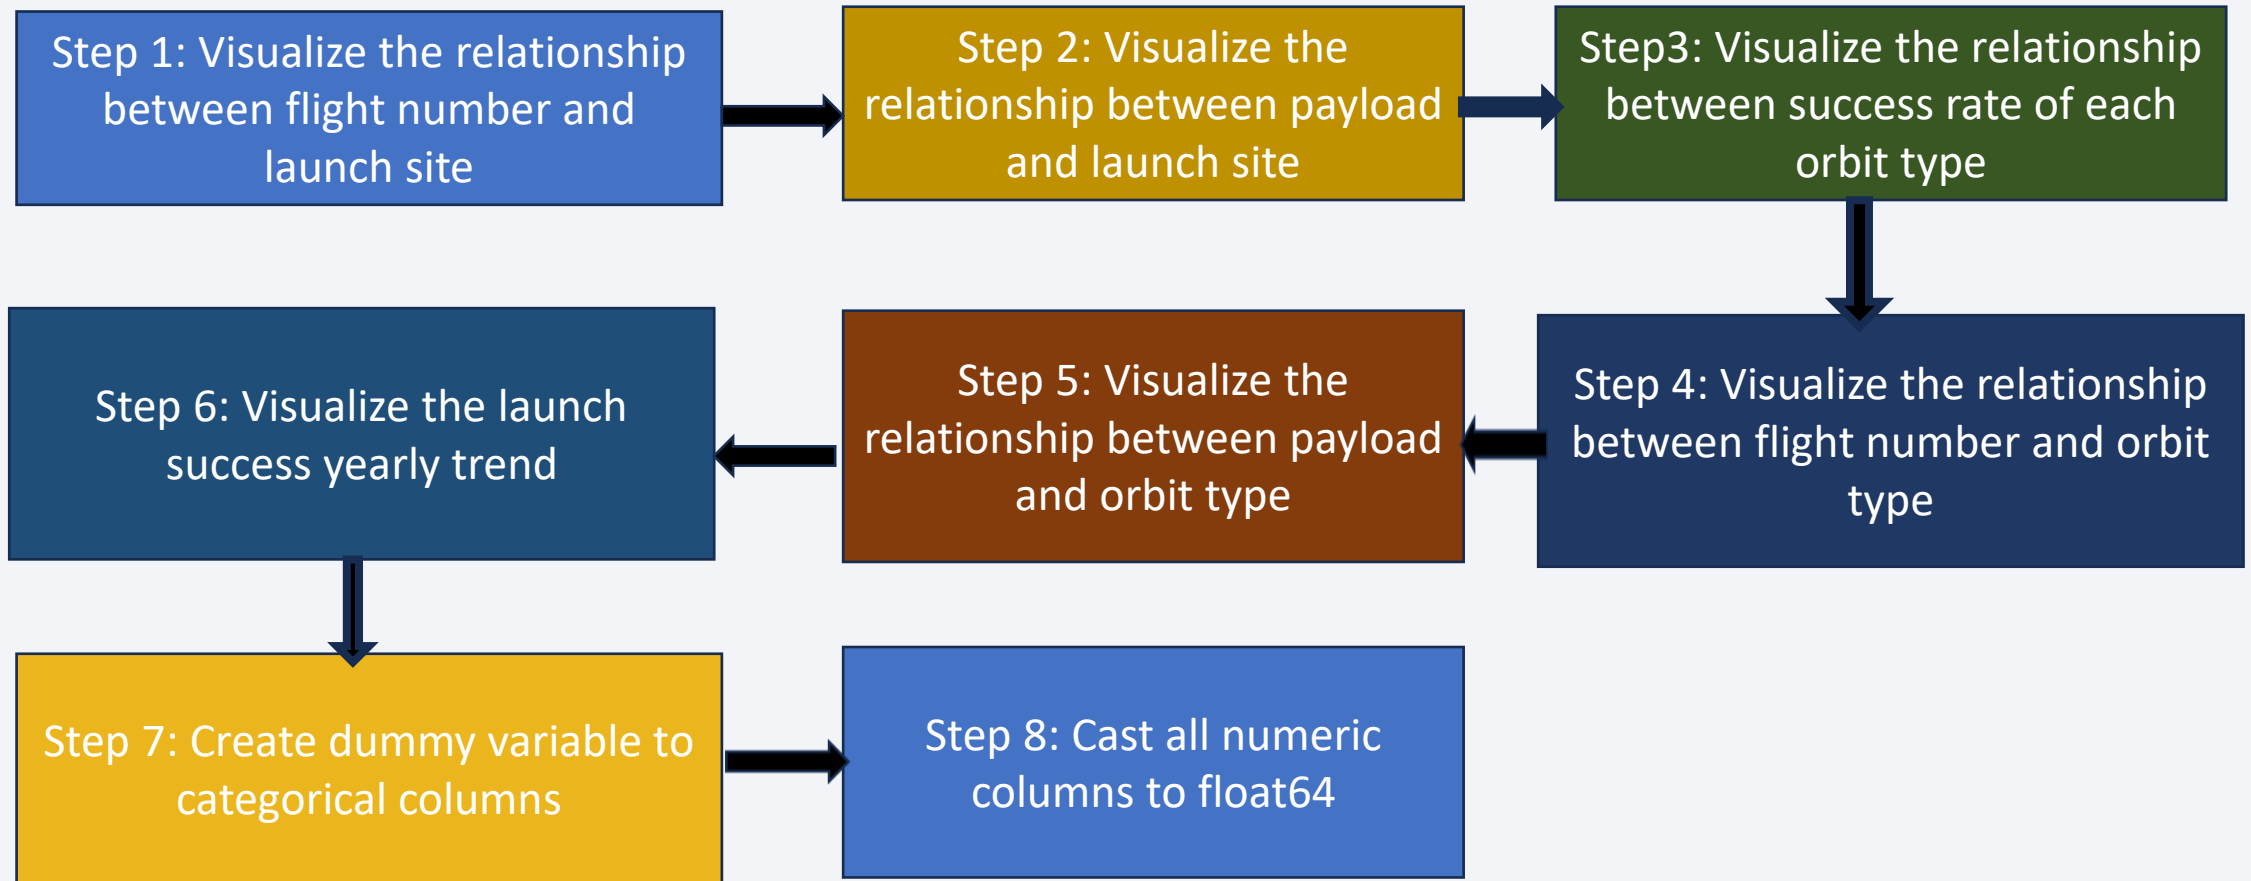 Step 1: Visualize the relationship
between flight number and
launch site
Step 2: Visualize the
relationship between payload
and launch site
Step3: Visualize the relationship
between success rate of each
orbit type
Step 4: Visualize the relationship
between flight number and orbit
type
Step 5: Visualize the
relationship between payload
and orbit type
Step 6: Visualize the launch
success yearly trend
Step 7: Create dummy variable to
categorical columns
Step 8: Cast all numeric
columns to float64